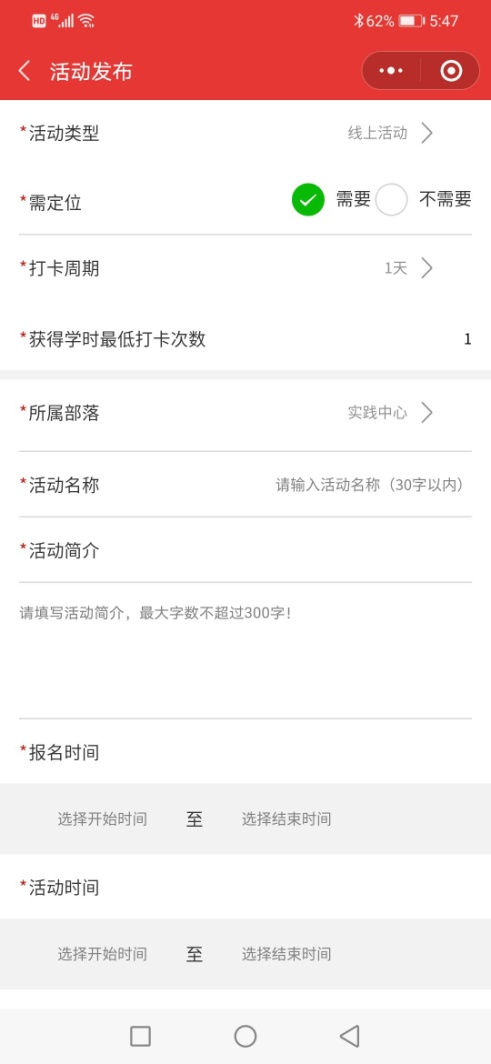 HD 4G 62% 5:47
活动发布
*活动类型 线上活动
*需定位 需要 不需要
*打卡周期 1天
*获得学时最低打卡次数 1
*所属部落 实践中心
*活动名称 请输入活动名称（30字以内）
*活动简介
请填写活动简介，最大字数不超过300字！
*报名时间
选择开始时间 至 选择结束时间
*活动时间
选择开始时间 至 选择结束时间